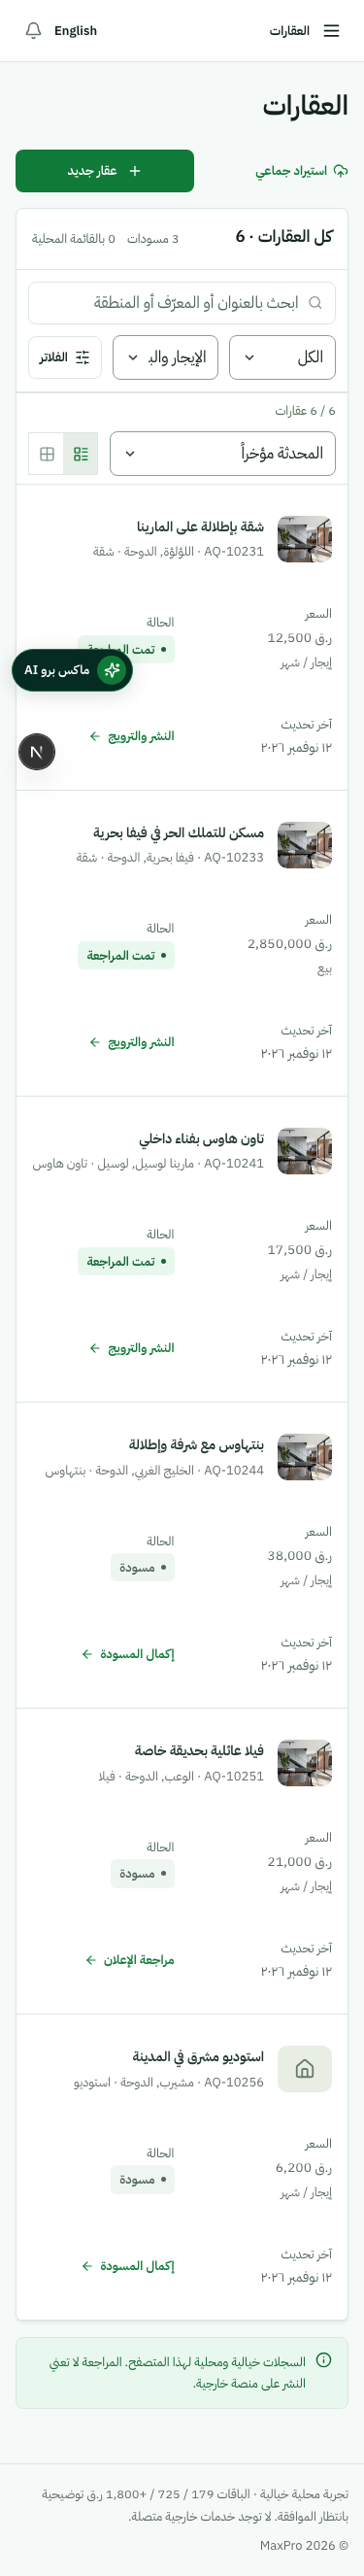 العقارات
English
العقارات
استيراد جماعي
عقار جديد
كل العقارات · 6
3 مسودات 0 بالقائمة المحلية
ابحث بالعنوان أو المعرّف أو المنطقة
الكل
الإيجار والبـ
الفلاتر
6 / 6 عقارات
المحدثة مؤخراً
شقة بإطلالة على المارينا
AQ-10231 · اللؤلؤة, الدوحة · شقة
السعر
ر.ق 12,500
إيجار / شهر
الحالة
ماكس برو AI
آخر تحديث
١٢ نوفمبر ٢٠٢٦
النشر والترويج
N
مسكن للتملك الحر في فيفا بحرية
AQ-10233 · فيفا بحرية, الدوحة · شقة
السعر
ر.ق 2,850,000
بيع
الحالة
تمت المراجعة
آخر تحديث
١٢ نوفمبر ٢٠٢٦
النشر والترويج
تاون هاوس بفناء داخلي
AQ-10241 · مارينا لوسيل, لوسيل · تاون هاوس
السعر
ر.ق 17,500
إيجار / شهر
الحالة
تمت المراجعة
آخر تحديث
١٢ نوفمبر ٢٠٢٦
النشر والترويج
بنتهاوس مع شرفة وإطلالة
AQ-10244 · الخليج الغربي, الدوحة · بنتهاوس
السعر
ر.ق 38,000
إيجار / شهر
الحالة
مسودة
آخر تحديث
١٢ نوفمبر ٢٠٢٦
إكمال المسودة
فيلا عائلية بحديقة خاصة
AQ-10251 · الوعب, الدوحة · فيلا
السعر
ر.ق 21,000
إيجار / شهر
الحالة
مسودة
آخر تحديث
١٢ نوفمبر ٢٠٢٦
مراجعة الإعلان
استوديو مشرق في المدينة
AQ-10256 · مشيرب, الدوحة · استوديو
السعر
ر.ق 6,200
إيجار / شهر
الحالة
مسودة
آخر تحديث
١٢ نوفمبر ٢٠٢٦
إكمال المسودة
السجلات خيالية ومحلية لهذا المتصفح. المراجعة لا تعني
النشر على منصة خارجية.
تجربة محلية خيالية · الباقات 179 / 725 / +1,800 ر.ق توضيحية
بانتظار الموافقة. لا توجد خدمات خارجية متصلة.
© 2026 MaxPro